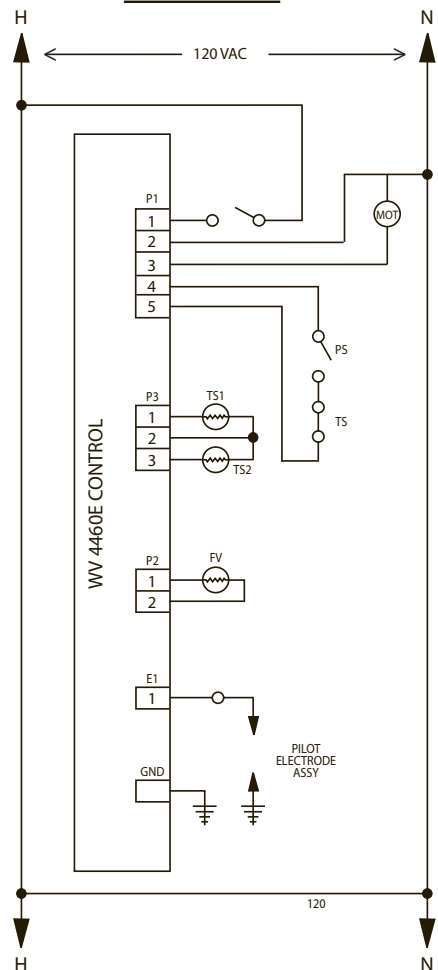 H
N
120 VAC
P1
1
2
3
4
5
MOT
PS
TS
P3
1
2
3
TS1
TS2
WV 4460E CONTROL
P2
1
2
FV
E1
1
PILOT
ELECTRODE
ASSY
GND
120
H
N